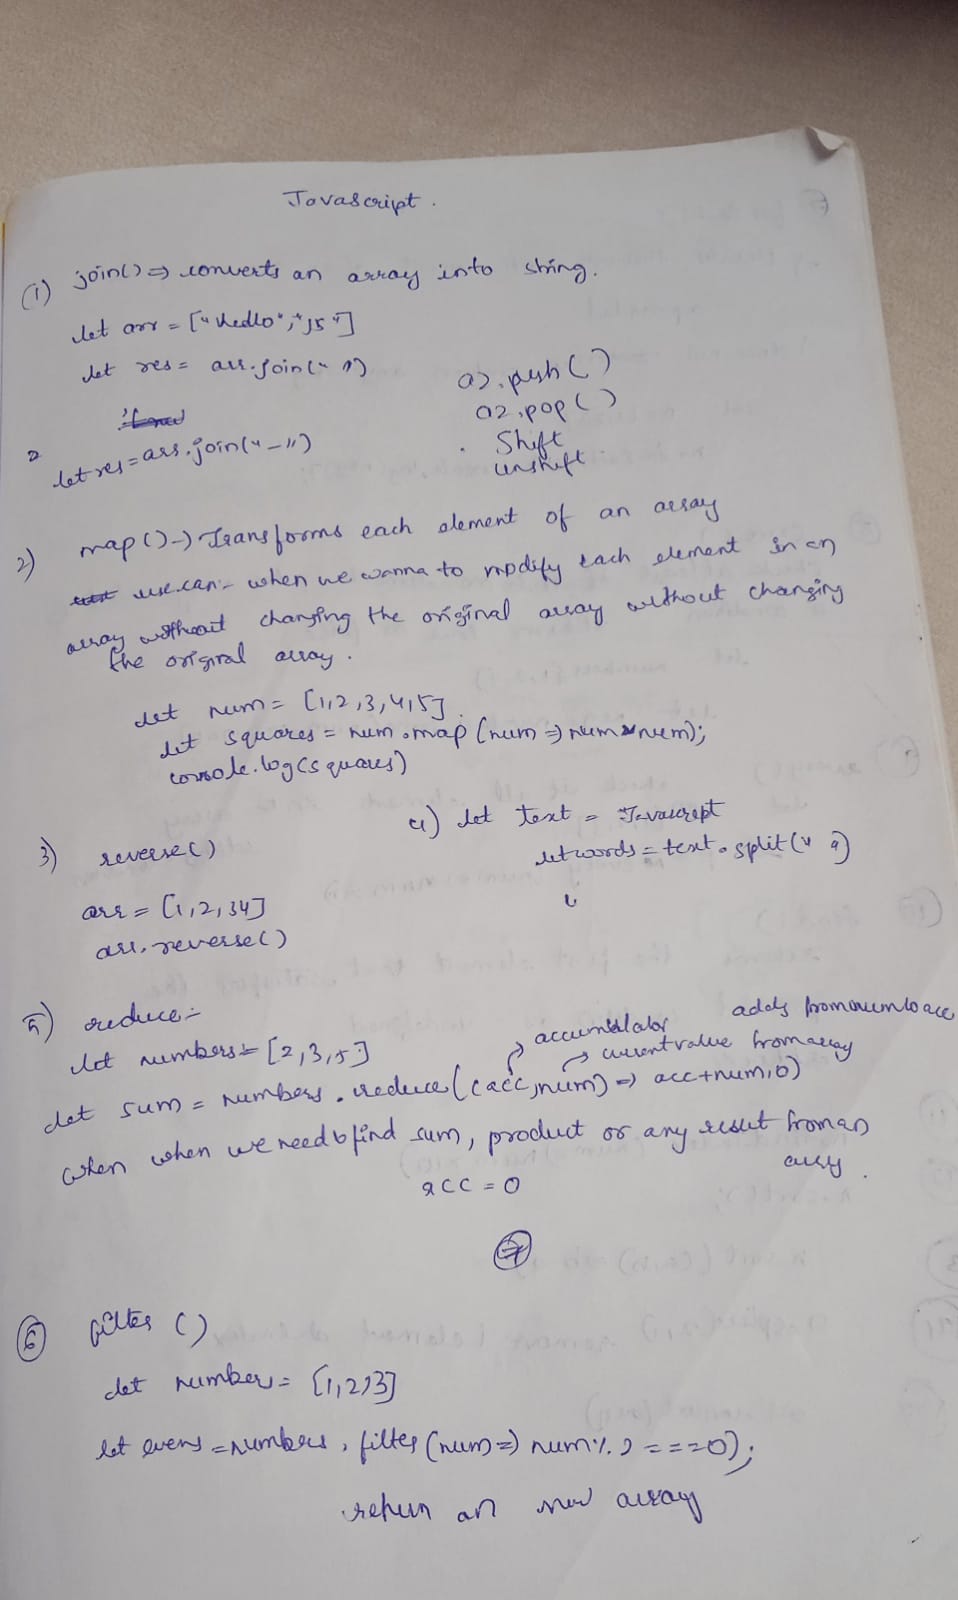 Javascript.
(1) join() => converts an array into string.
let arr = ["hello", "js"]
let res = arr.join(" ")
let res = arr.join("-")
a2.push()
a2.pop()
Shift
unshift
2) map() -> Transforms each element of an array
use can:- when we wanna to modify each element in an
array without changing the original array without changing
the original array.
let num = [1,2,3,4,5]
let squares = num.map(num => num * num);
console.log(squares)
3) reverse()
arr = [1,2,34]
arr.reverse()
4) let text = "Javascript
let words = text.split(" ")
5) reduce:-
accumulator
adds from num to acc
current value from array
let numbers = [2,3,5]
let sum = numbers.reduce((acc,num) => acc+num,0)
when when we need to find sum, product or any result from an
array.
acc = 0
6 filter ()
let numbers = [1,2,3]
let evens = numbers.filter(num => num % 2 === 0);
return an new array